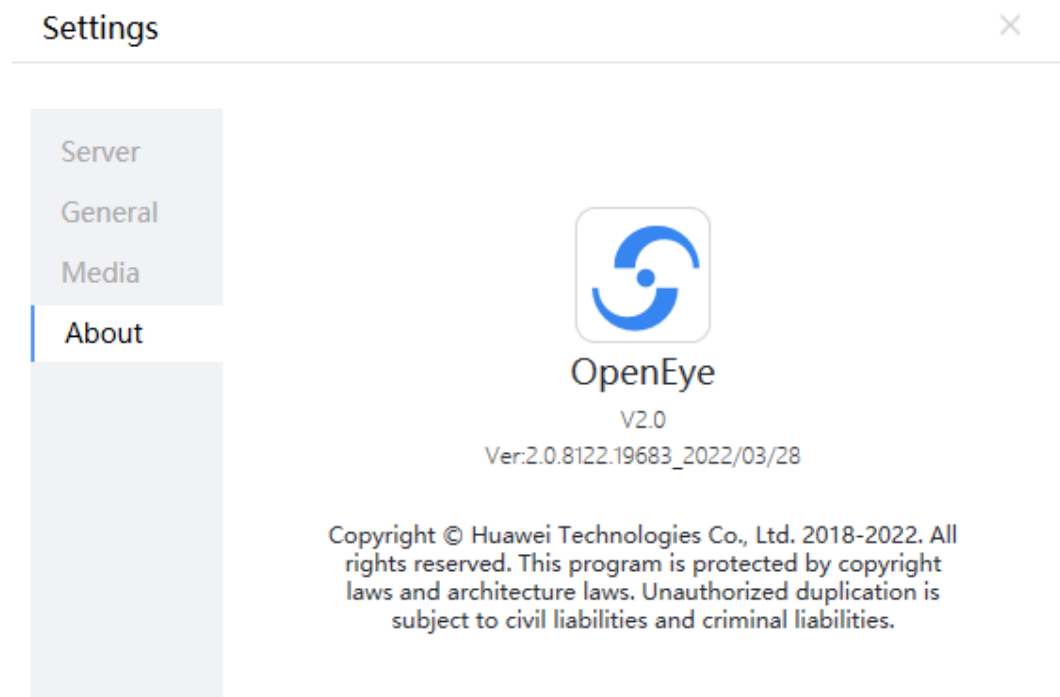 Settings
Server
General
Media
About
OpenEye
V2.0
Ver:2.0.8122.19683_2022/03/28
Copyright © Huawei Technologies Co., Ltd. 2018-2022. All
rights reserved. This program is protected by copyright
laws and architecture laws. Unauthorized duplication is
subject to civil liabilities and criminal liabilities.